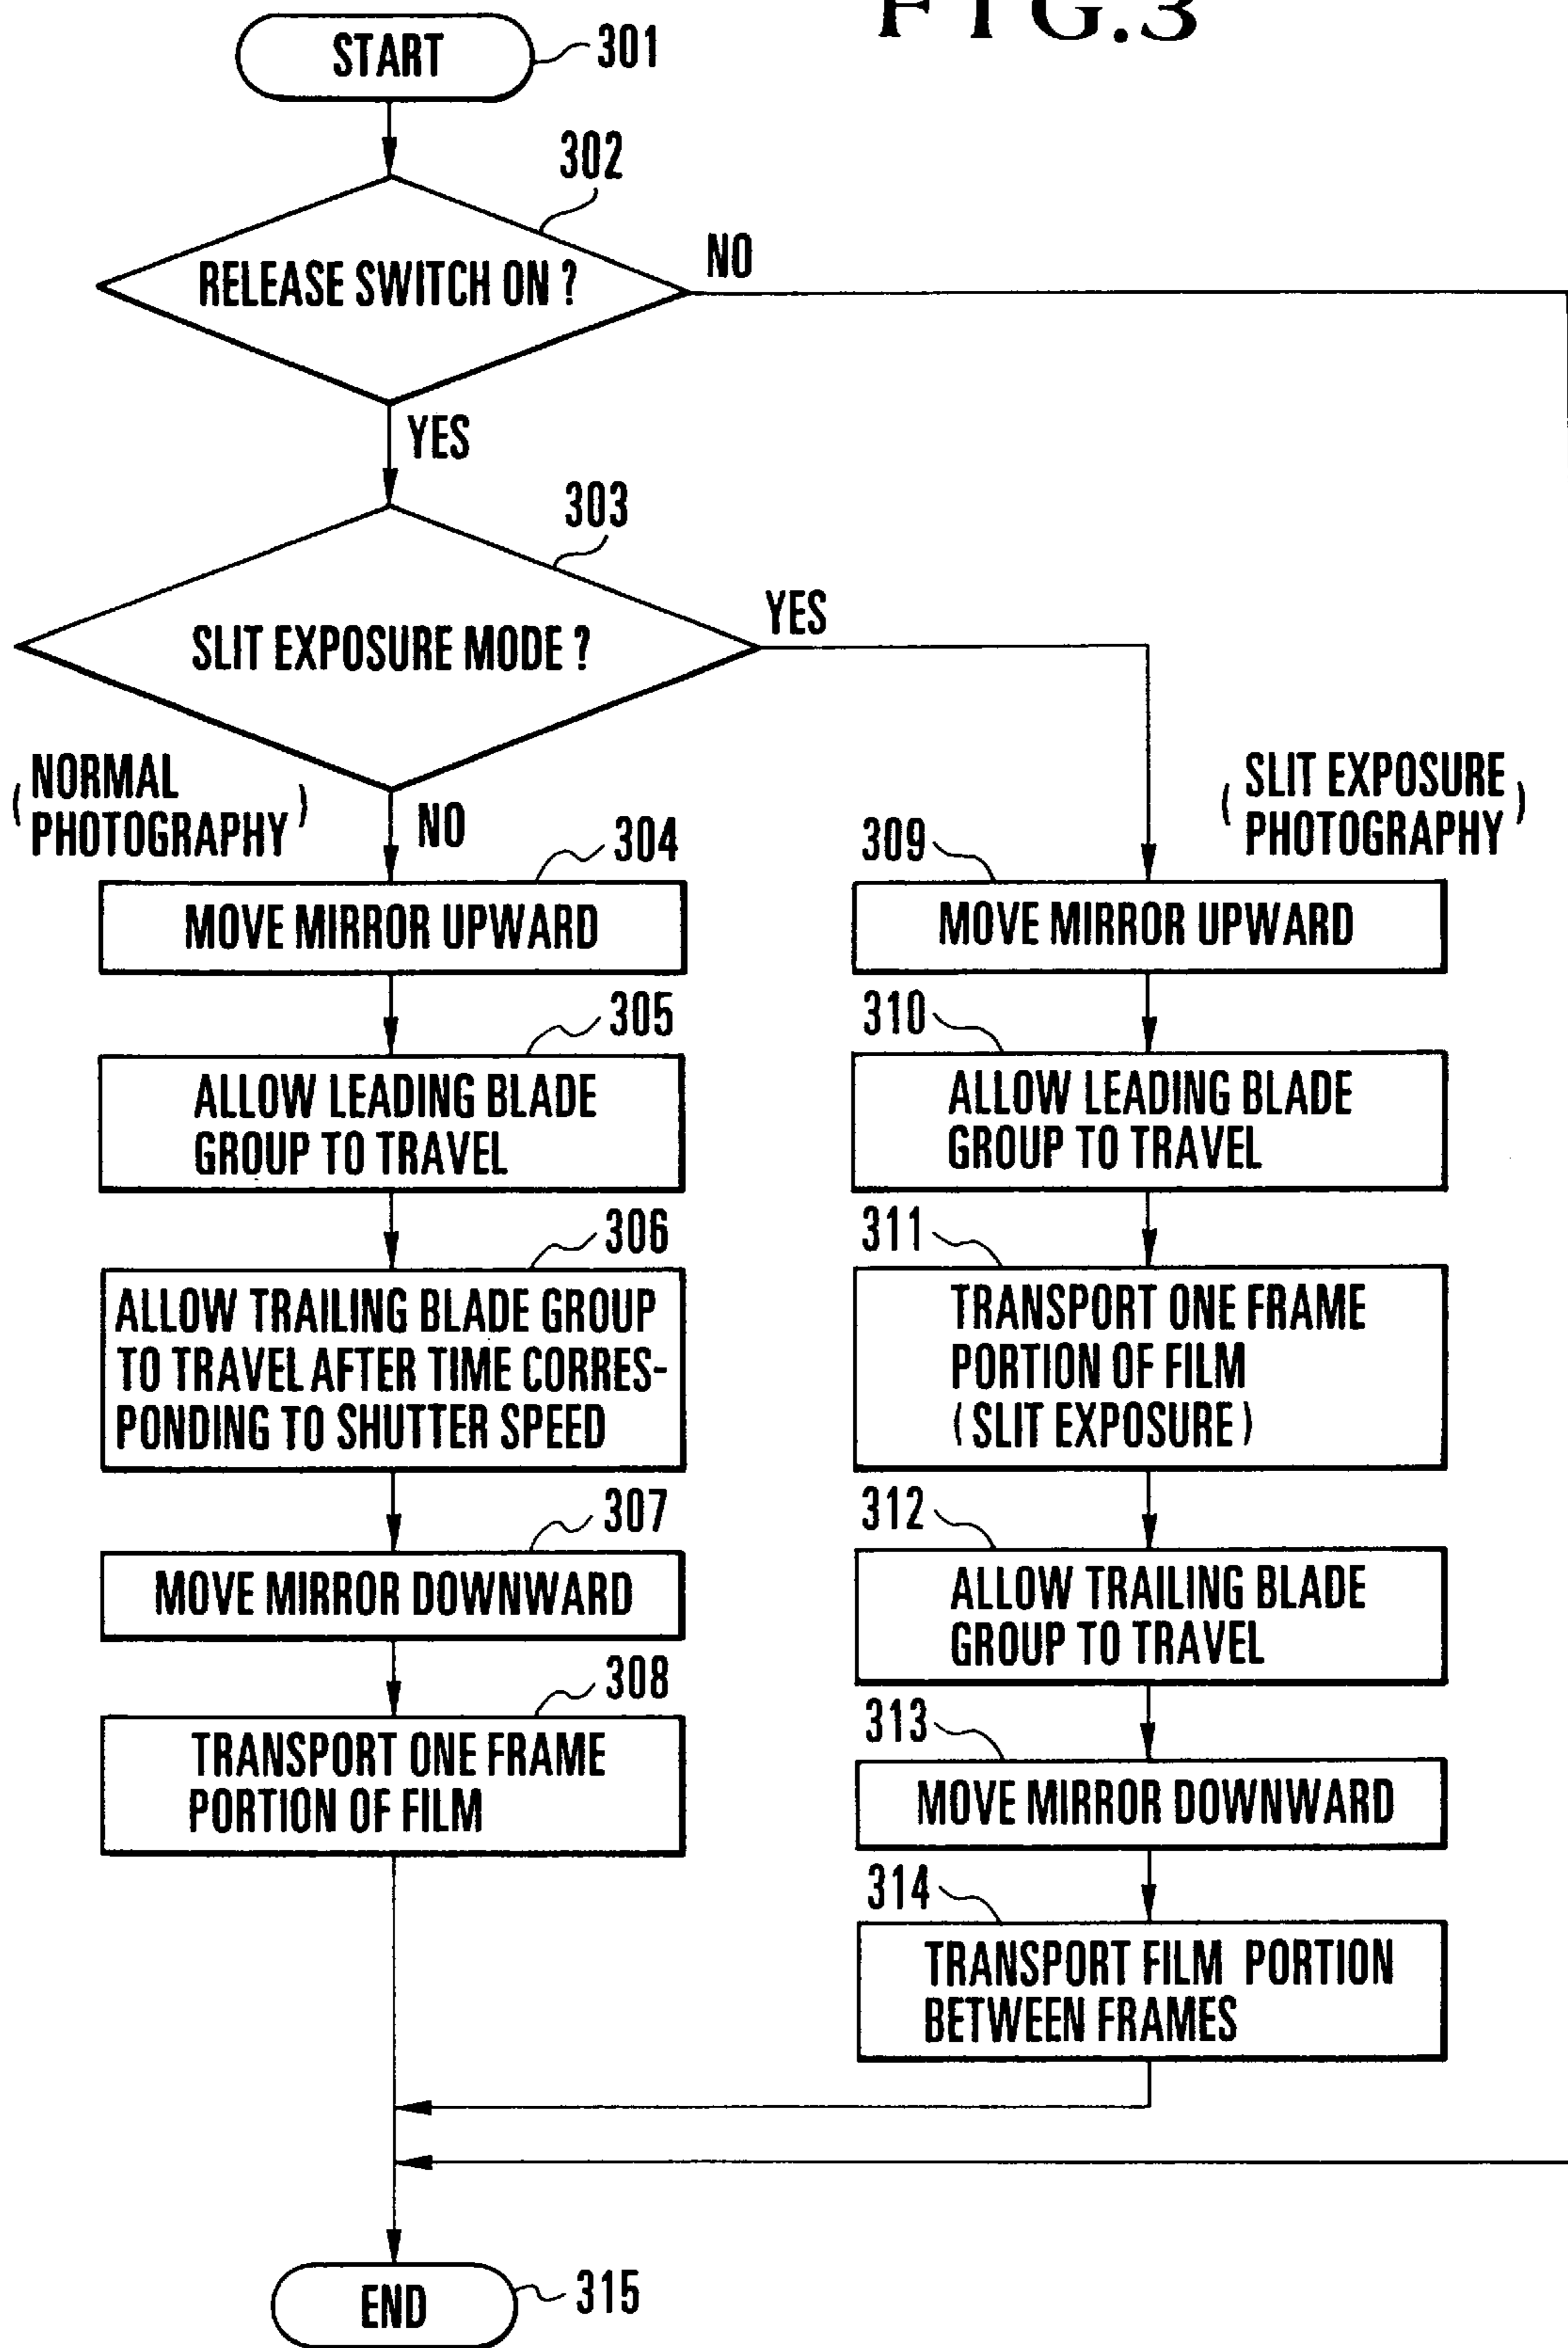 FIG.3
START
301
302
RELEASE SWITCH ON ?
NO
YES
303
SLIT EXPOSURE MODE ?
YES
(NORMAL
PHOTOGRAPHY)
NO
(SLIT EXPOSURE
PHOTOGRAPHY)
304
MOVE MIRROR UPWARD
305
ALLOW LEADING BLADE
GROUP TO TRAVEL
306
ALLOW TRAILING BLADE GROUP
TO TRAVEL AFTER TIME CORRES-
PONDING TO SHUTTER SPEED
307
MOVE MIRROR DOWNWARD
308
TRANSPORT ONE FRAME
PORTION OF FILM
309
MOVE MIRROR UPWARD
310
ALLOW LEADING BLADE
GROUP TO TRAVEL
311
TRANSPORT ONE FRAME
PORTION OF FILM
(SLIT EXPOSURE)
312
ALLOW TRAILING BLADE
GROUP TO TRAVEL
313
MOVE MIRROR DOWNWARD
314
TRANSPORT FILM PORTION
BETWEEN FRAMES
END
315